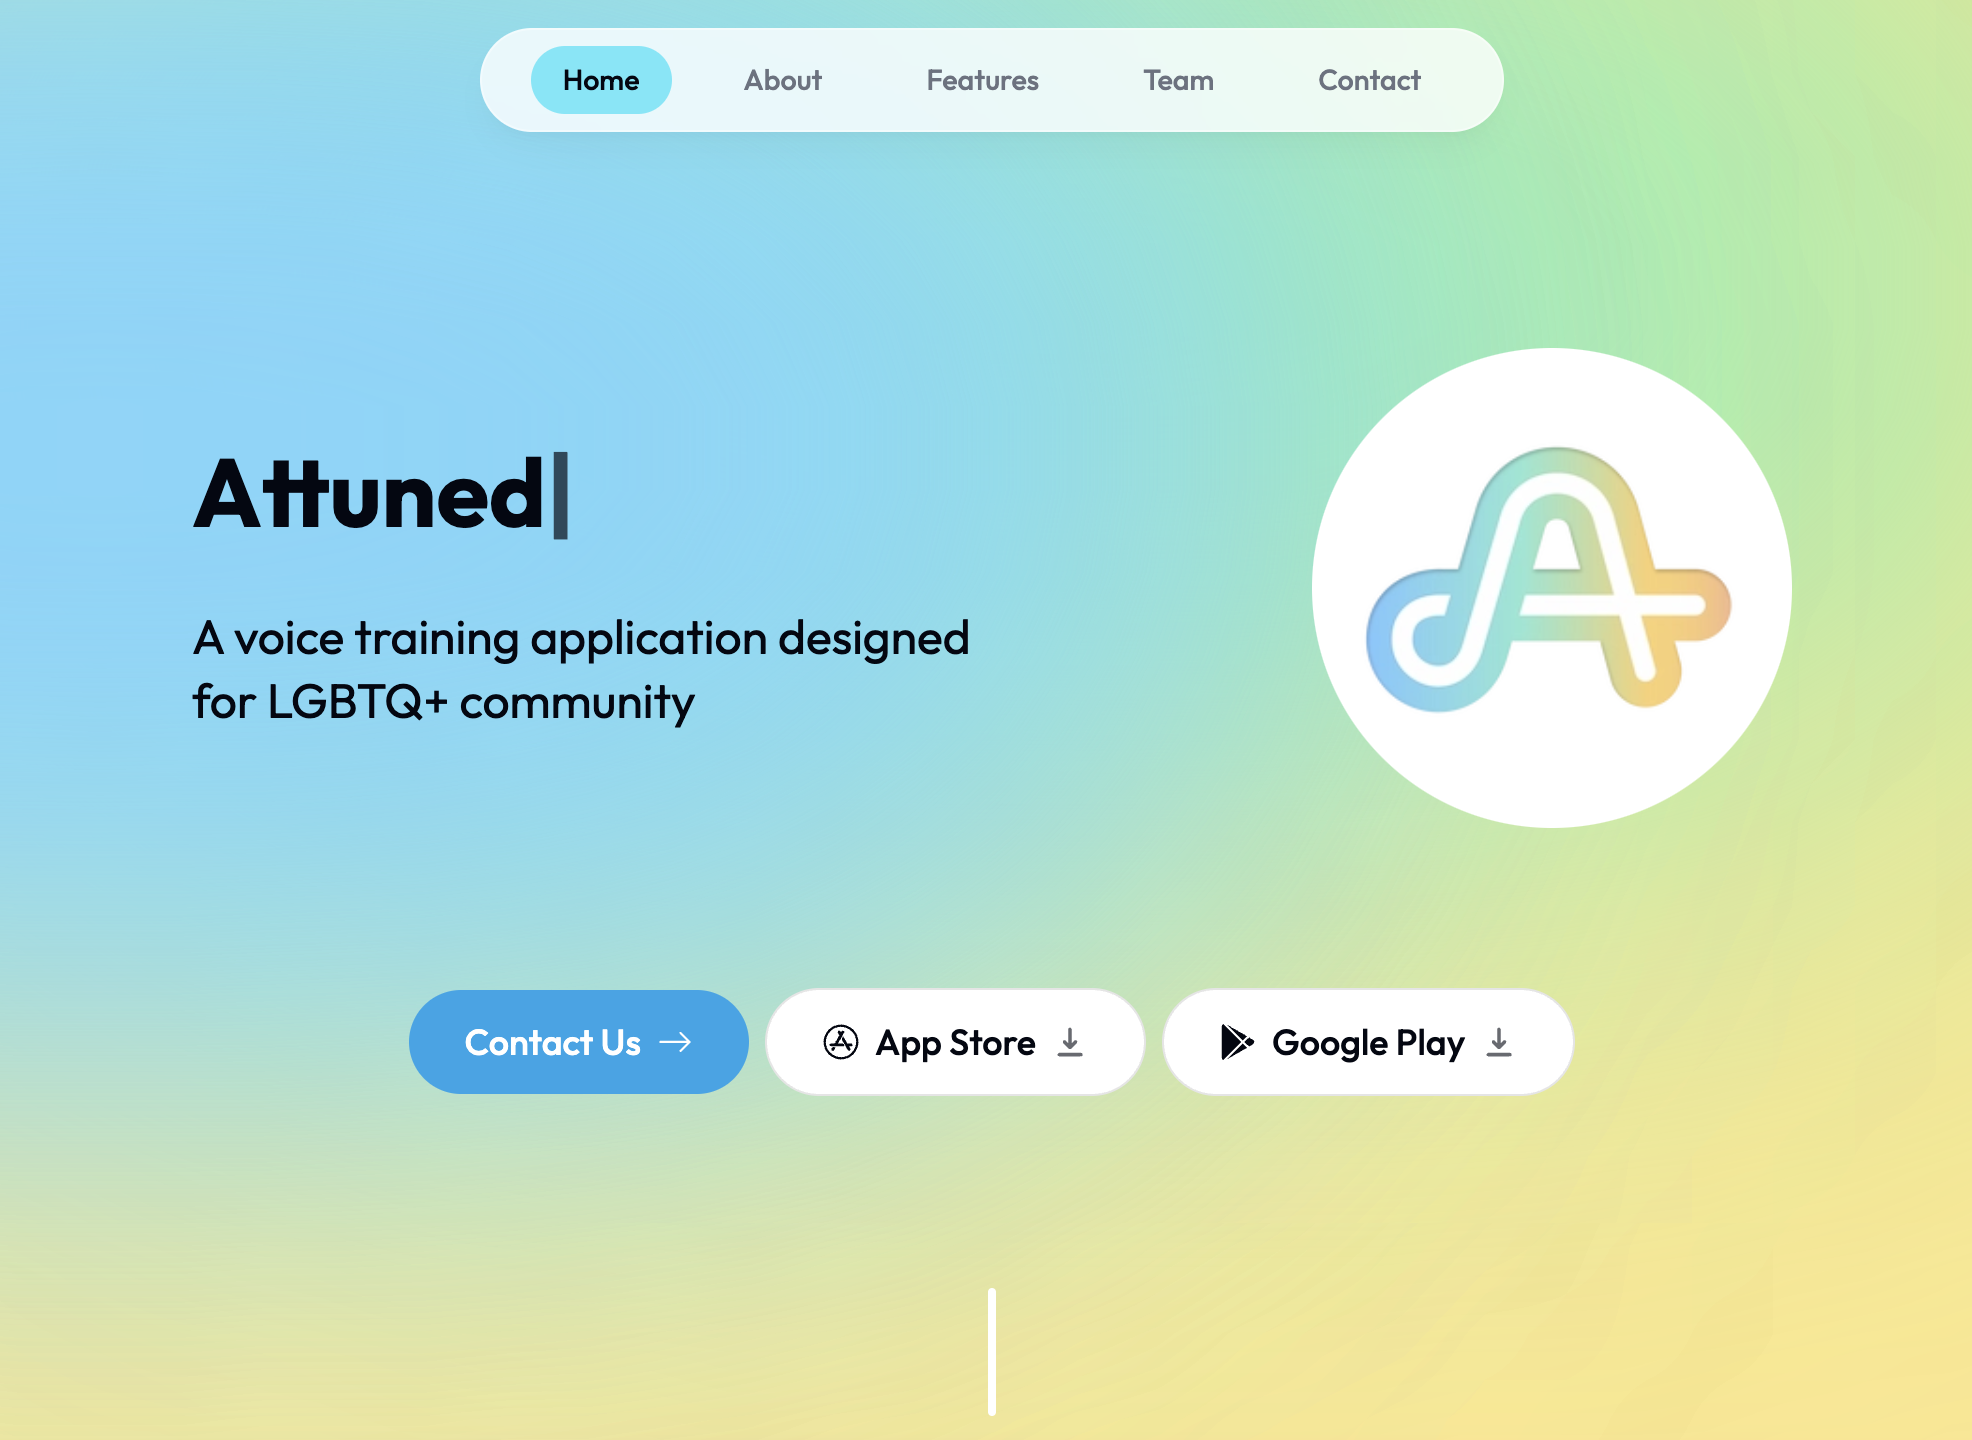 Home About Features Team Contact
Attuned
A voice training application designed
for LGBTQ+ community
Contact Us App Store Google Play